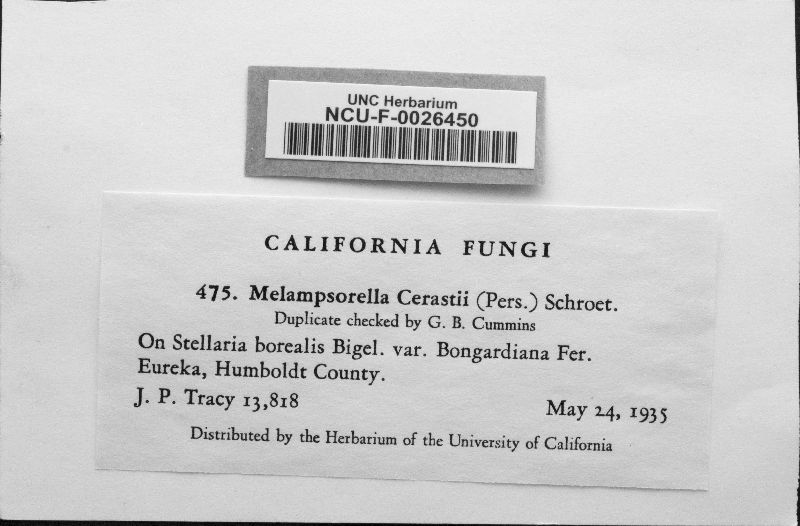 UNC Herbarium
NCU-F-0026450
CALIFORNIA FUNGI
475. Melampsorella Cerastii (Pers.) Schroet.
Duplicate checked by G. B. Cummins
On Stellaria borealis Bigel. var. Bongardiana Fer.
Eureka, Humboldt County.
J. P. Tracy 13,818 May 24, 1935
Distributed by the Herbarium of the University of California